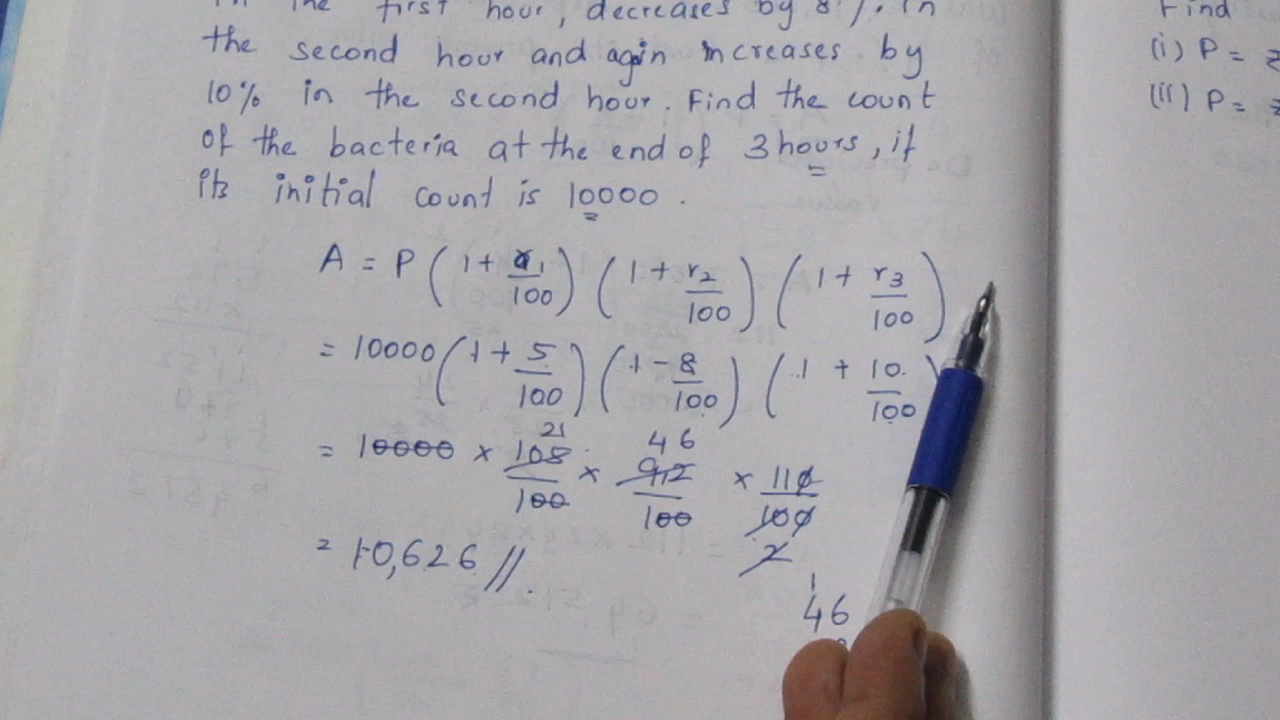 the first hour, decreases by 8%. in
the second hour and again increases by
10% in the second hour. Find the count
of the bacteria at the end of 3 hours, if
its initial count is 10000.
A = P (1 + r1/100) (1 + r2/100) (1 + r3/100)
= 10000 (1 + 5/100) (1 - 8/100) (1 + 10/100
21 46
= 10000 × 105/100 × 92/100 × 110/100
2
= 10,626 //
1
46
Find
(i) P =
(ii) P =